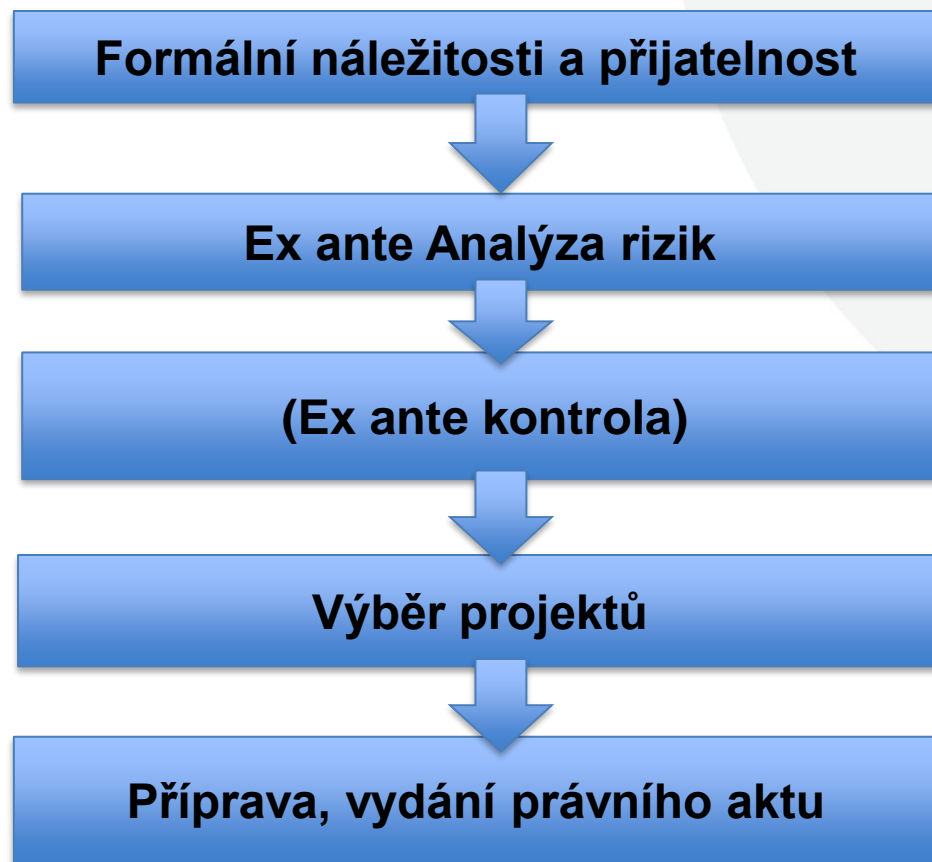 Formální náležitosti a přijatelnost
Ex ante Analýza rizik
(Ex ante kontrola)
Výběr projektů
Příprava, vydání právního aktu